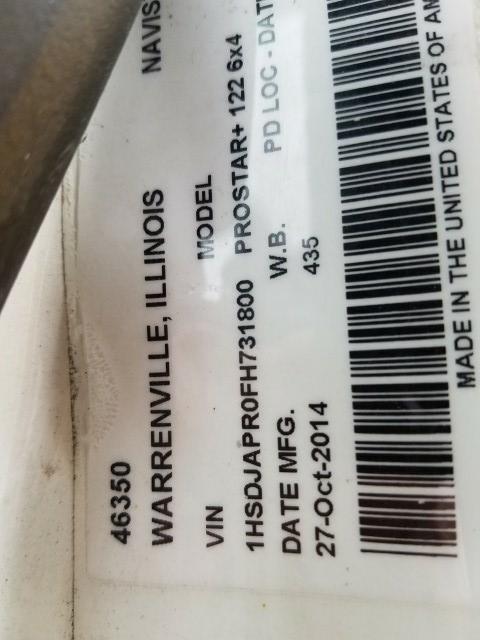 46350 NAVIS
WARRENVILLE, ILLINOIS
VIN MODEL
1HSDJAPR0FH731800 PROSTAR+ 122 6x4
DATE MFG. W.B. PD LOC - DAT
27-Oct-2014 435
MADE IN THE UNITED STATES OF AM